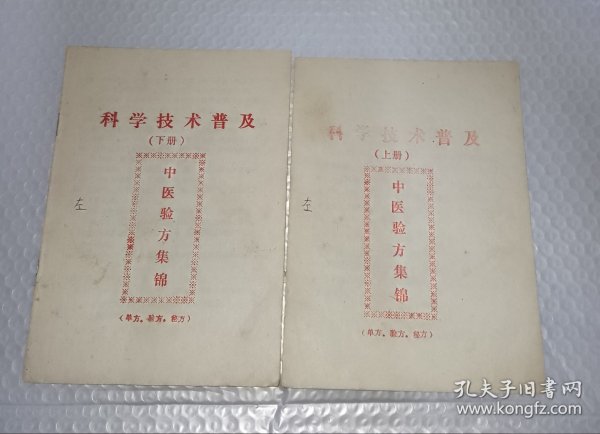 科学技术普及
（下册）
中医验方集锦
左
（单方。验方。秘方）
科学技术普及
（上册）
中医验方集锦
左
（单方。验方。秘方）
孔夫子旧书网
www.kongfz.com